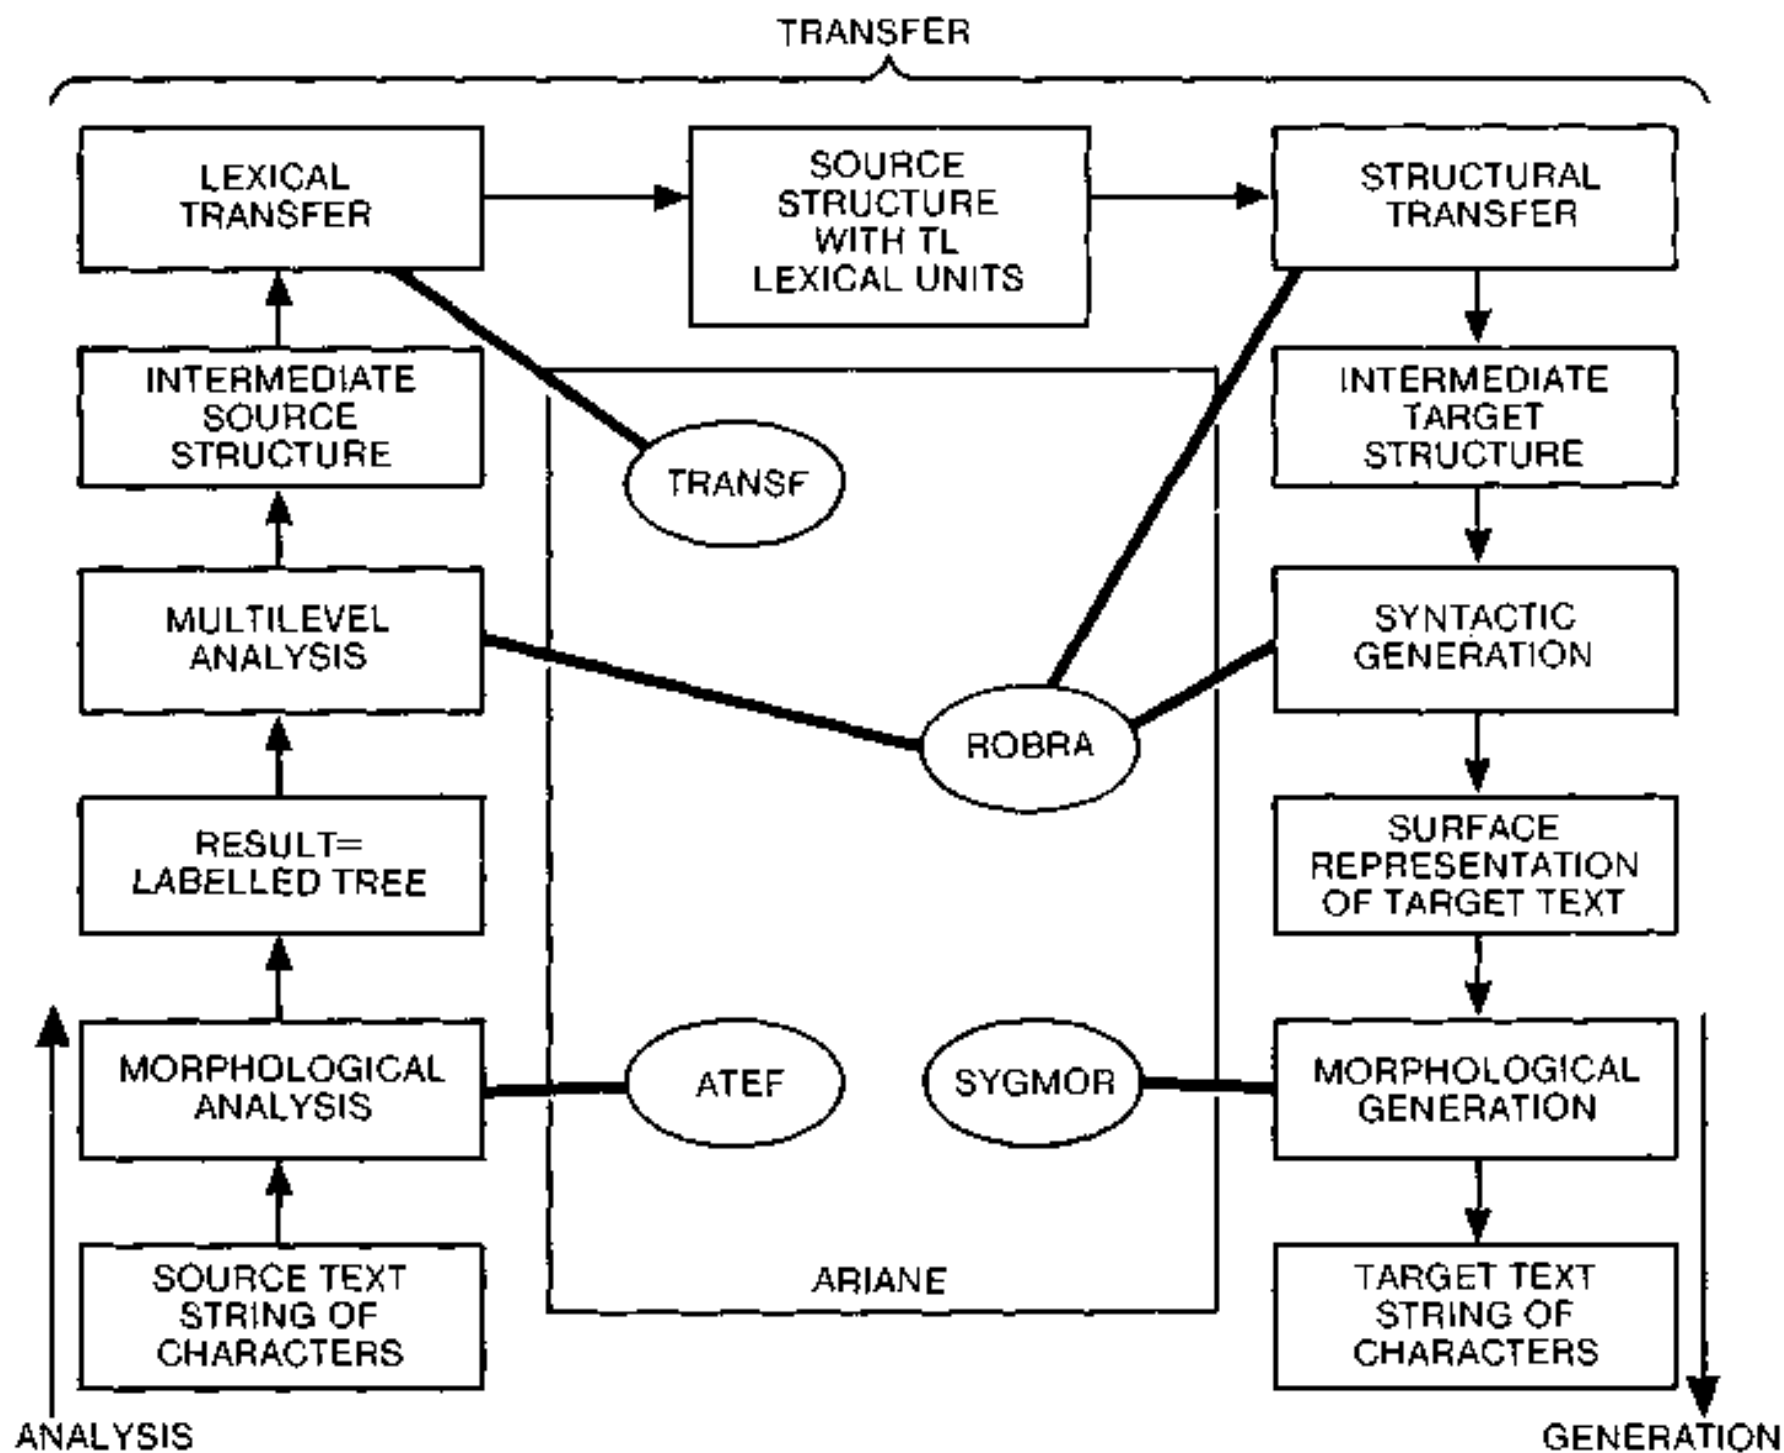 TRANSFER
LEXICAL
TRANSFER
SOURCE
STRUCTURE
WITH TL
LEXICAL UNITS
STRUCTURAL
TRANSFER
INTERMEDIATE
SOURCE
STRUCTURE
INTERMEDIATE
TARGET
STRUCTURE
TRANSF
MULTILEVEL
ANALYSIS
SYNTACTIC
GENERATION
ROBRA
RESULT=
LABELLED TREE
SURFACE
REPRESENTATION
OF TARGET TEXT
MORPHOLOGICAL
ANALYSIS
ATEF
SYGMOR
MORPHOLOGICAL
GENERATION
SOURCE TEXT
STRING OF
CHARACTERS
ARIANE
TARGET TEXT
STRING OF
CHARACTERS
ANALYSIS
GENERATION